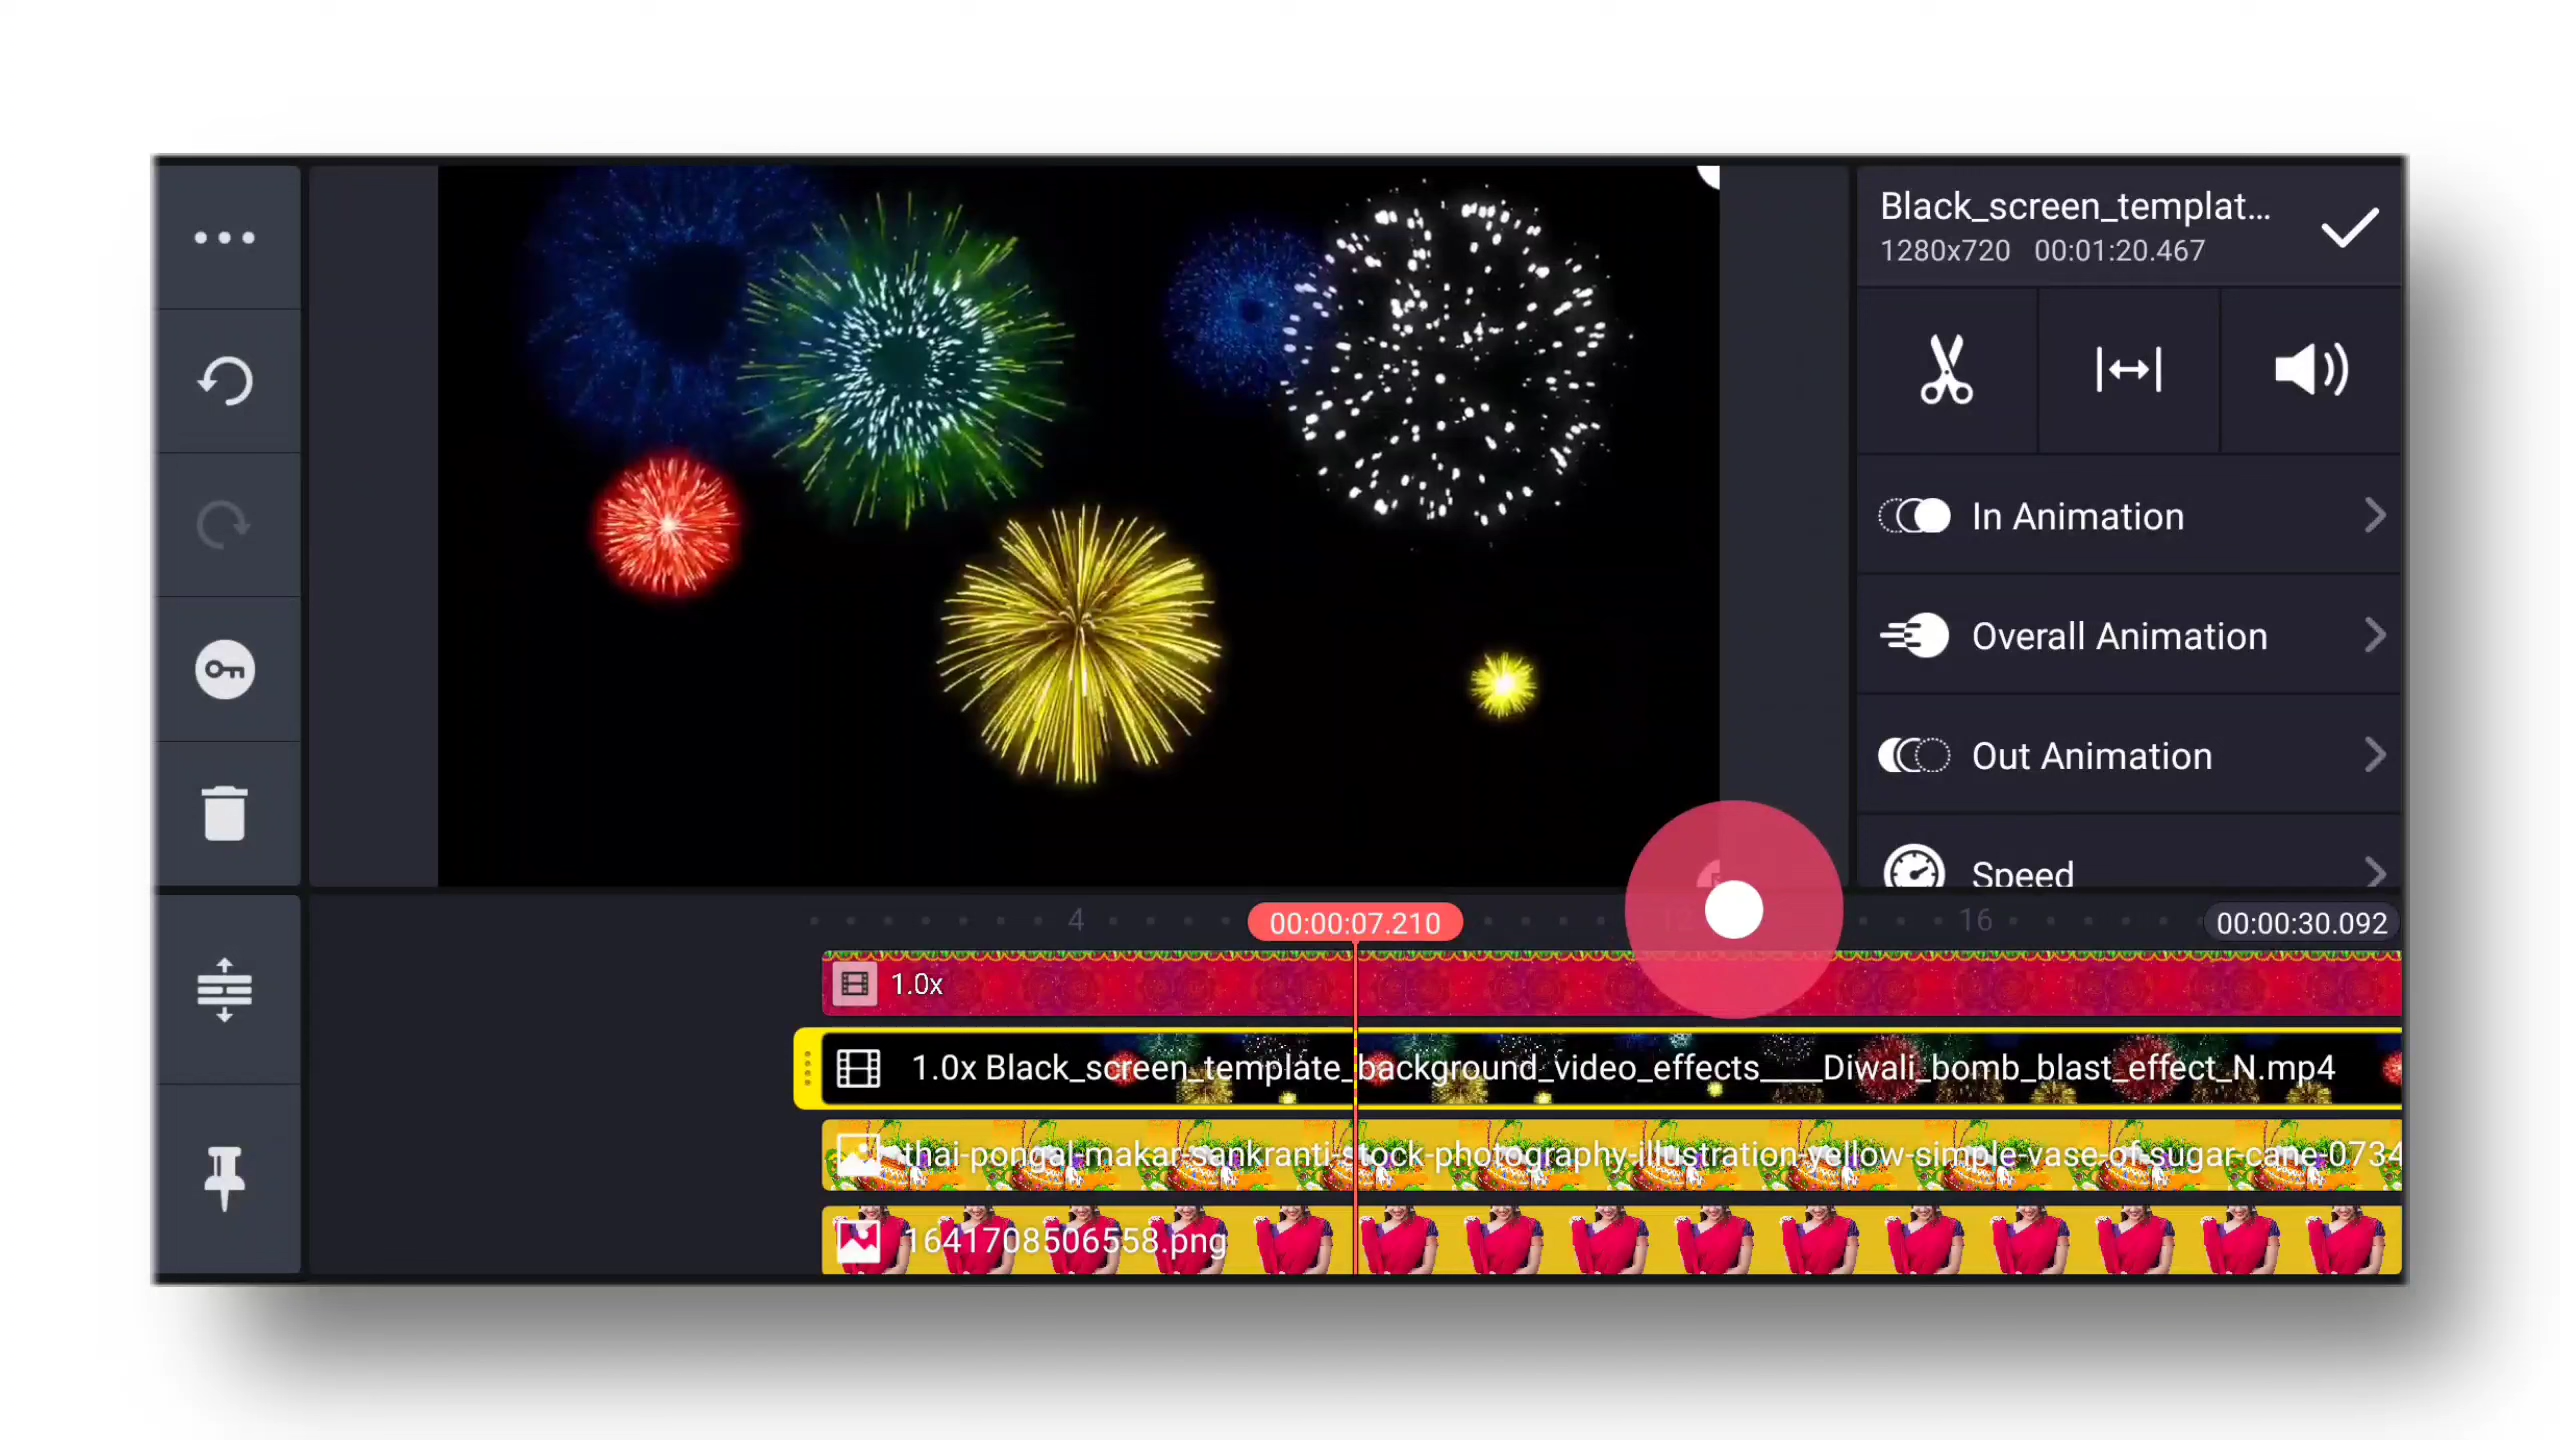 Black_screen_templat...
1280x720 00:01:20.467
In Animation
Overall Animation
Out Animation
Speed
4
00:00:07.210
12
16
00:00:30.092
1.0x
1.0x Black_screen_template_background_video_effects____Diwali_bomb_blast_effect_N.mp4
thai-pongal-makar-sankranti-stock-photography-illustration-yellow-simple-vase-of-sugar-cane-0734
1641708506558.png